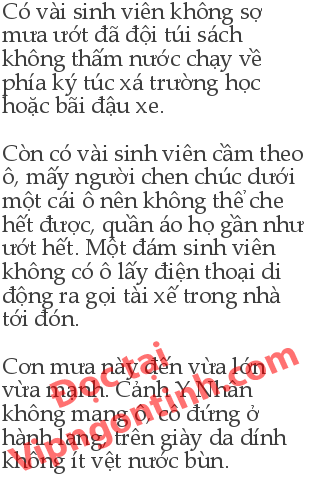 Có vài sinh viên không sợ
mưa ướt đã đội túi sách
không thấm nước chạy về
phía ký túc xá trường học
hoặc bãi đậu xe.
Còn có vài sinh viên cầm theo
ô, mấy người chen chúc dưới
một cái ô nên không thể che
hết được, quần áo họ gần như
ướt hết. Một đám sinh viên
không có ô lấy điện thoại di
động ra gọi tài xế trong nhà
tới đón.
Cơn mưa này đến vừa lớn
vừa mạnh. Cảnh Y Nhân
không mang ô, cô đứng ở
hành lang, trên giày da dính
không ít vệt nước bùn.
Đọc tại
Vipngontinh.com